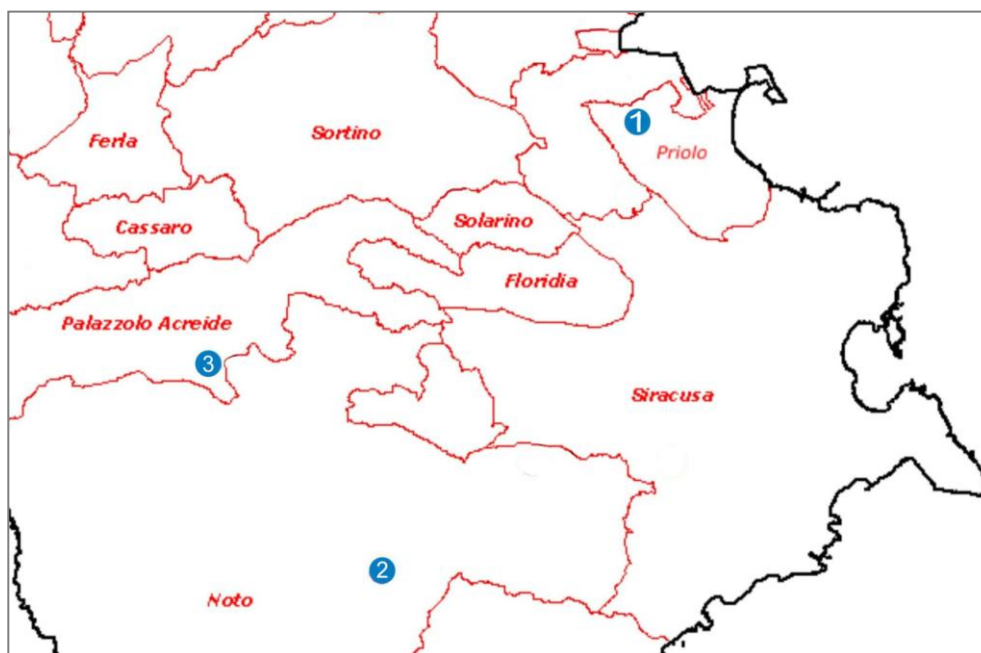 1
Priolo
Ferla
Sortino
Cassaro
Solarino
Floridia
Palazzolo Acreide
3
Siracusa
2
Noto